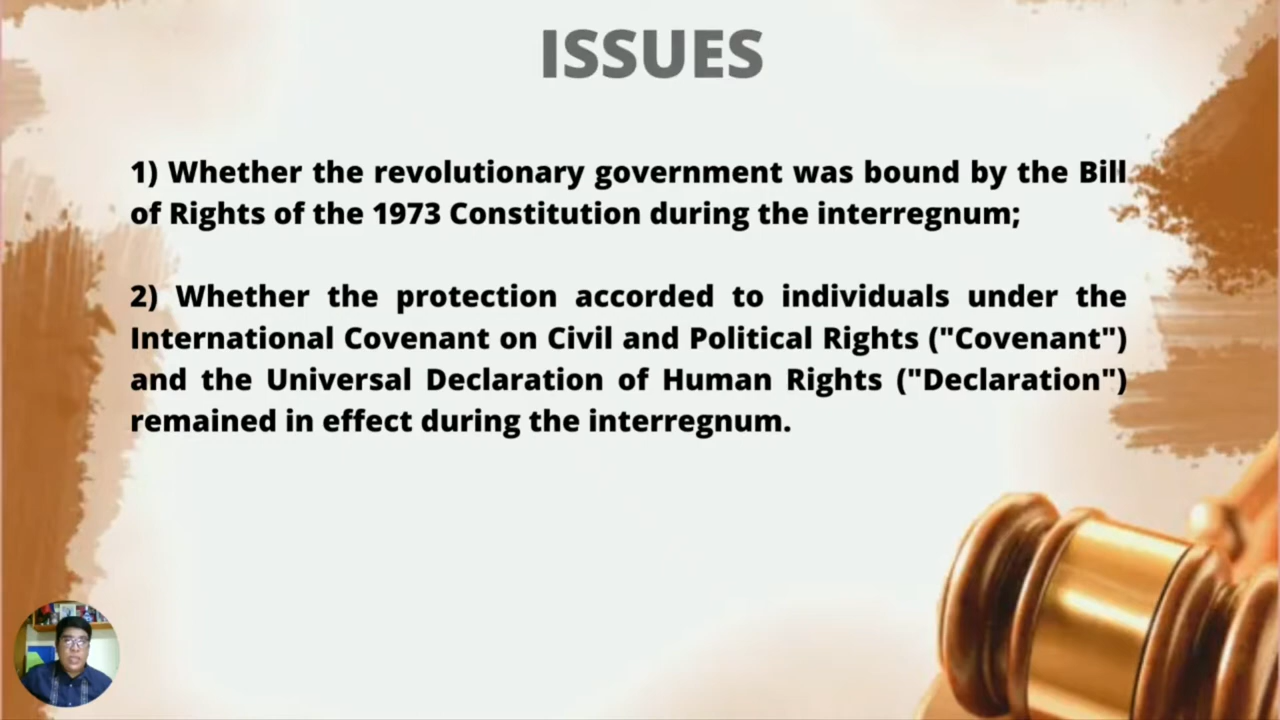 ISSUES
1) Whether the revolutionary government was bound by the Bill
of Rights of the 1973 Constitution during the interregnum;
2) Whether the protection accorded to individuals under the
International Covenant on Civil and Political Rights ("Covenant")
and the Universal Declaration of Human Rights ("Declaration")
remained in effect during the interregnum.